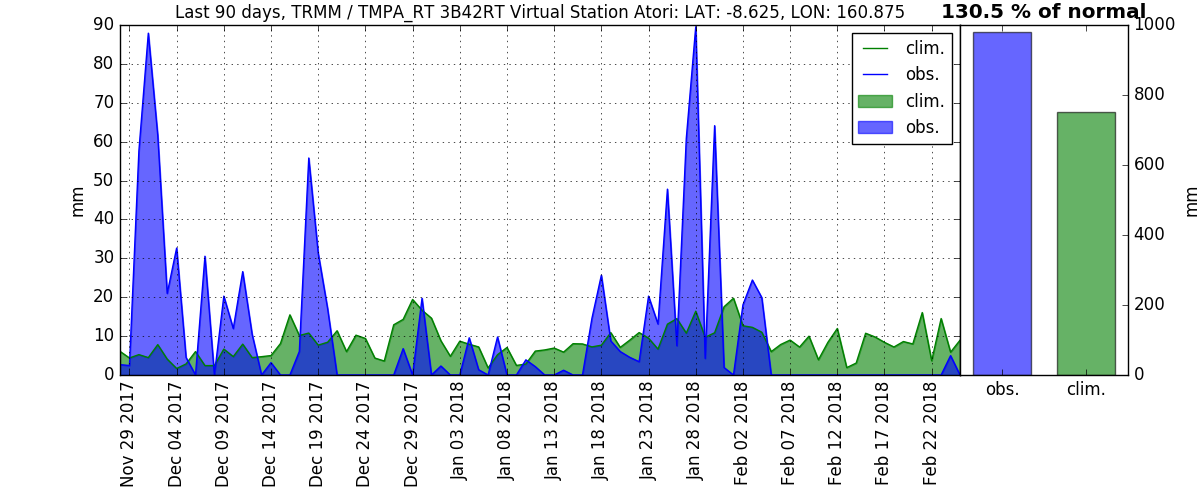 Last 90 days, TRMM / TMPA_RT 3B42RT Virtual Station Atori: LAT: -8.625, LON: 160.875
130.5 % of normal
90
80
70
60
50
40
30
20
10
0
mm
clim.
obs.
clim.
obs.
1000
800
600
400
200
0
mm
Nov 29 2017
Dec 04 2017
Dec 09 2017
Dec 14 2017
Dec 19 2017
Dec 24 2017
Dec 29 2017
Jan 03 2018
Jan 08 2018
Jan 13 2018
Jan 18 2018
Jan 23 2018
Jan 28 2018
Feb 02 2018
Feb 07 2018
Feb 12 2018
Feb 17 2018
Feb 22 2018
obs.
clim.